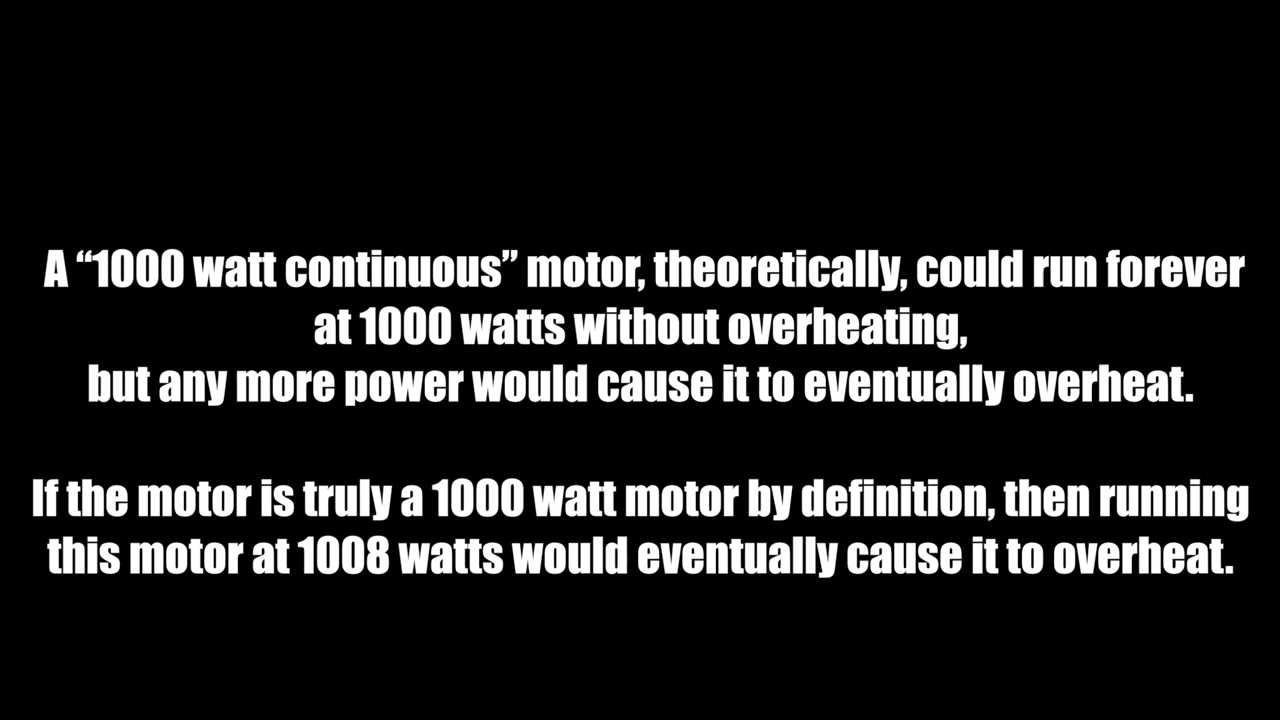 A “1000 watt continuous” motor, theoretically, could run forever
at 1000 watts without overheating,
but any more power would cause it to eventually overheat.
If the motor is truly a 1000 watt motor by definition, then running
this motor at 1008 watts would eventually cause it to overheat.